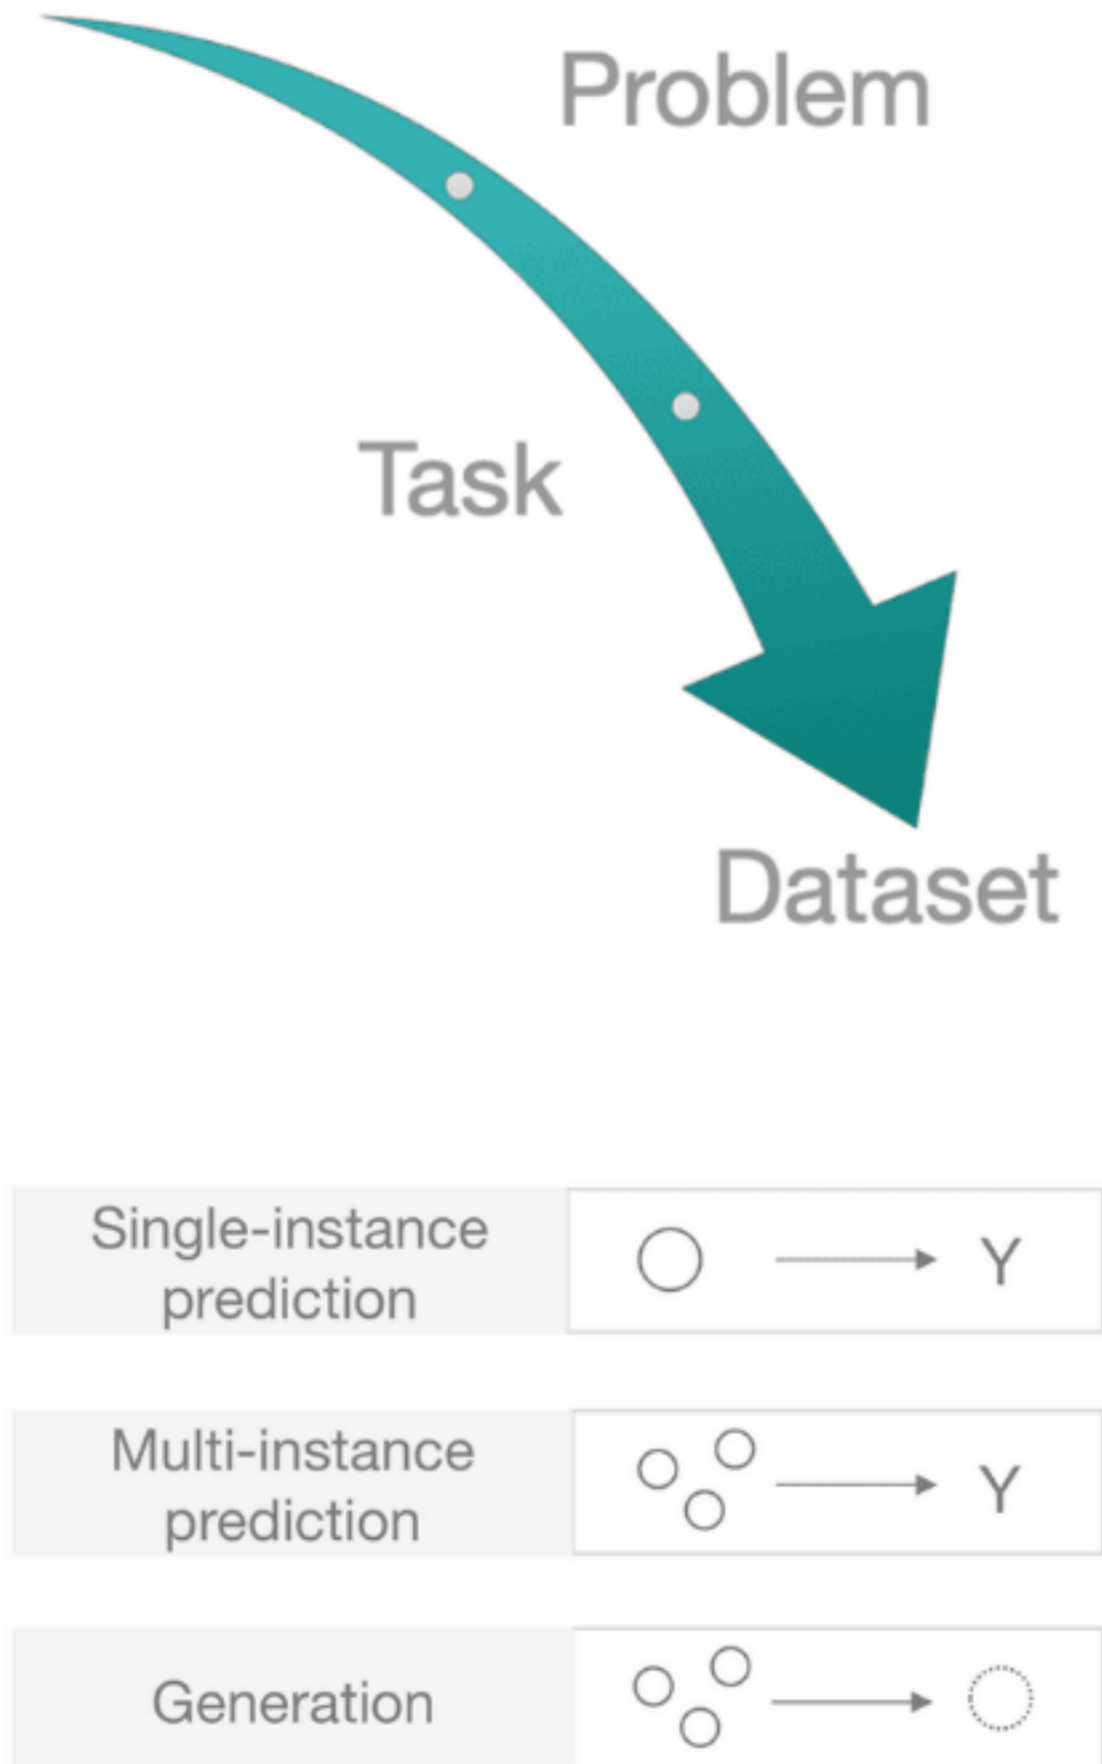 Problem
Task
Dataset
Single-instance
prediction
Y
Multi-instance
prediction
Y
Generation